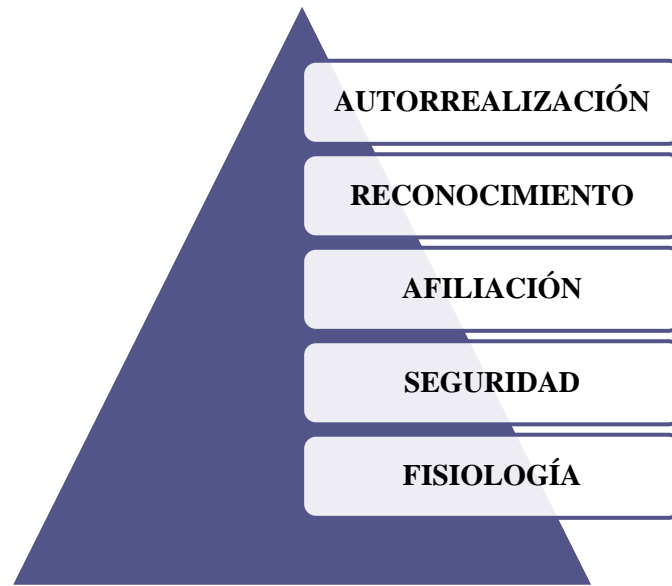 AUTORREALIZACIÓN
RECONOCIMIENTO
AFILIACIÓN
SEGURIDAD
FISIOLOGÍA